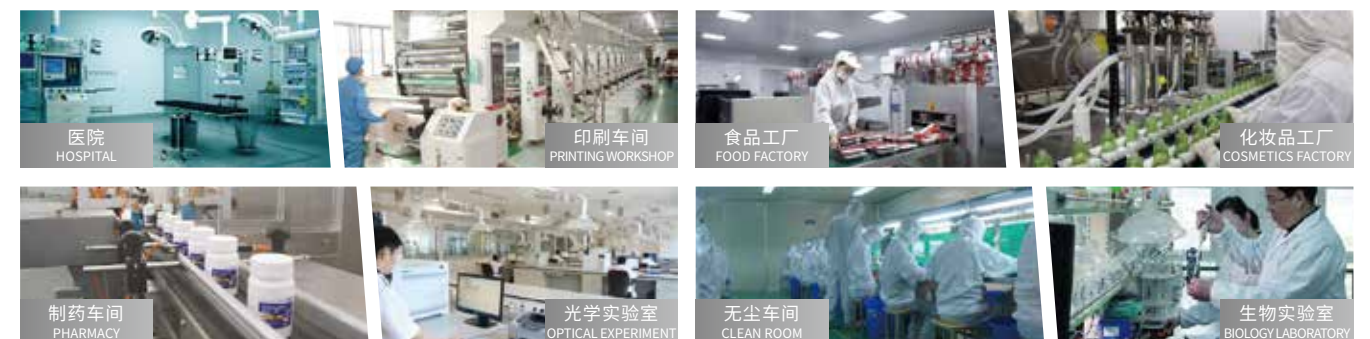 医院
HOSPITAL
印刷车间
PRINTING WORKSHOP
食品工厂
FOOD FACTORY
化妆品工厂
COSMETICS FACTORY
制药车间
PHARMACY
光学实验室
OPTICAL EXPERIMENT
无尘车间
CLEAN ROOM
生物实验室
BIOLOGY LABORATORY